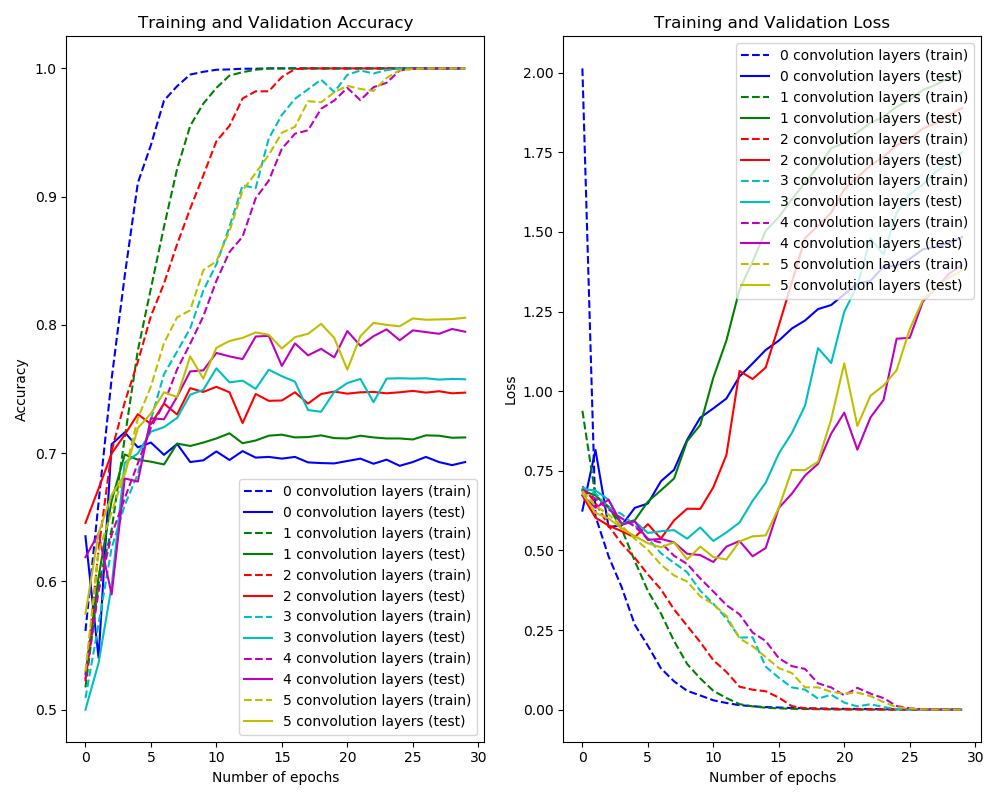 Training and Validation Accuracy
1.0
0.9
0.8
0.7
0.6
0.5
Accuracy
0 convolution layers (train)
0 convolution layers (test)
1 convolution layers (train)
1 convolution layers (test)
2 convolution layers (train)
2 convolution layers (test)
3 convolution layers (train)
3 convolution layers (test)
4 convolution layers (train)
4 convolution layers (test)
5 convolution layers (train)
5 convolution layers (test)
0 5 10 15 20 25 30
Number of epochs
Training and Validation Loss
2.00
1.75
1.50
1.25
1.00
0.75
0.50
0.25
0.00
Loss
0 convolution layers (train)
0 convolution layers (test)
1 convolution layers (train)
1 convolution layers (test)
2 convolution layers (train)
2 convolution layers (test)
3 convolution layers (train)
3 convolution layers (test)
4 convolution layers (train)
4 convolution layers (test)
5 convolution layers (train)
5 convolution layers (test)
0 5 10 15 20 25 30
Number of epochs